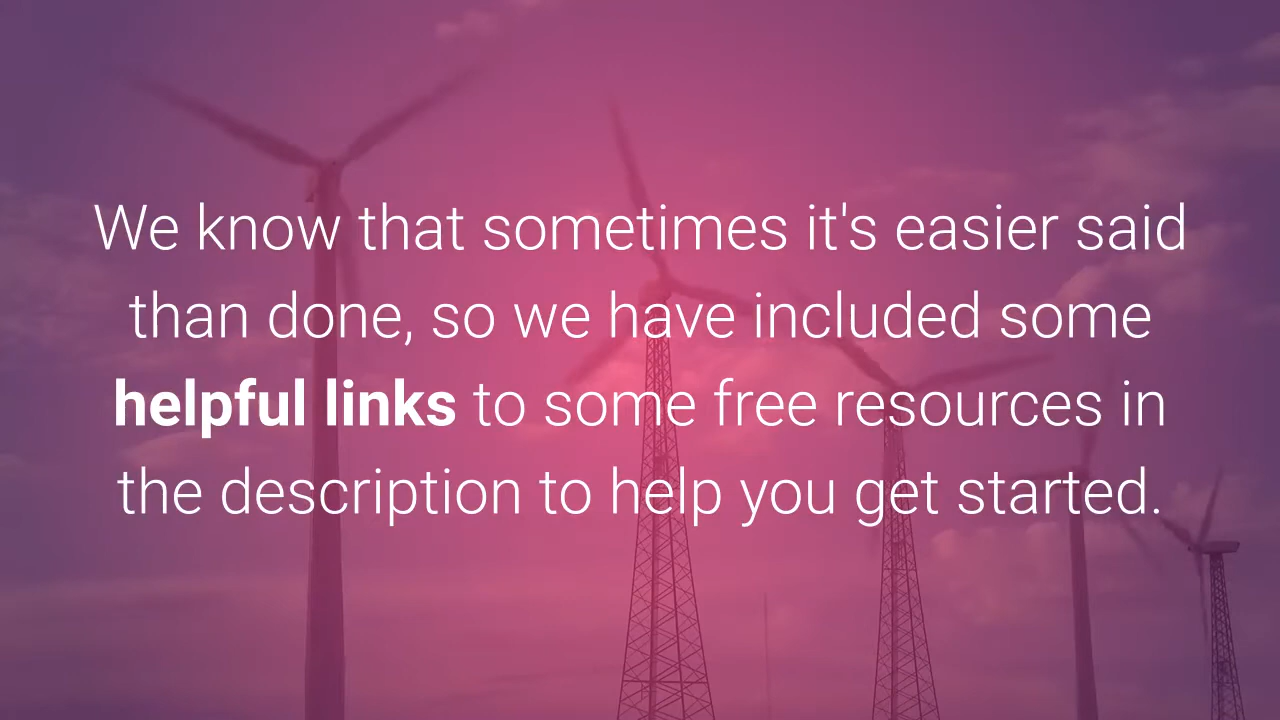 We know that sometimes it's easier said
than done, so we have included some
helpful links to some free resources in
the description to help you get started.